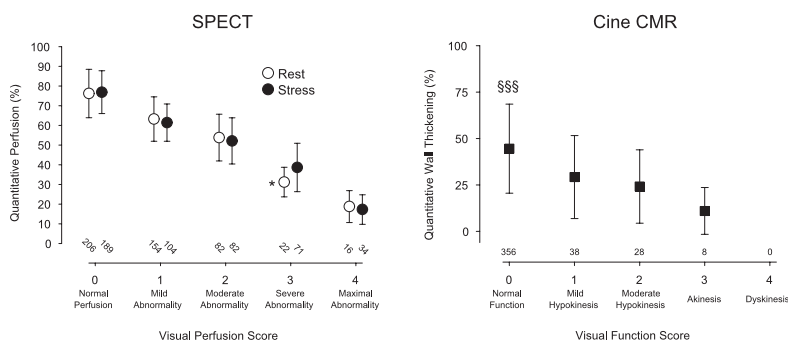 SPECT
Quantitative Perfusion (%)
100
90
80
70
60
50
40
30
20
10
0
Rest
Stress
*
206 189 154 104 82 82 22 71 16 34
0 1 2 3 4
Normal Mild Moderate Severe Maximal
Perfusion Abnormality Abnormality Abnormality Abnormality
Visual Perfusion Score
Cine CMR
Quantitative Wall Thickening (%)
100
75
50
25
0
§§§
356 38 28 8 0
0 1 2 3 4
Normal Mild Moderate Akinesis Dyskinesis
Function Hypokinesis Hypokinesis
Visual Function Score